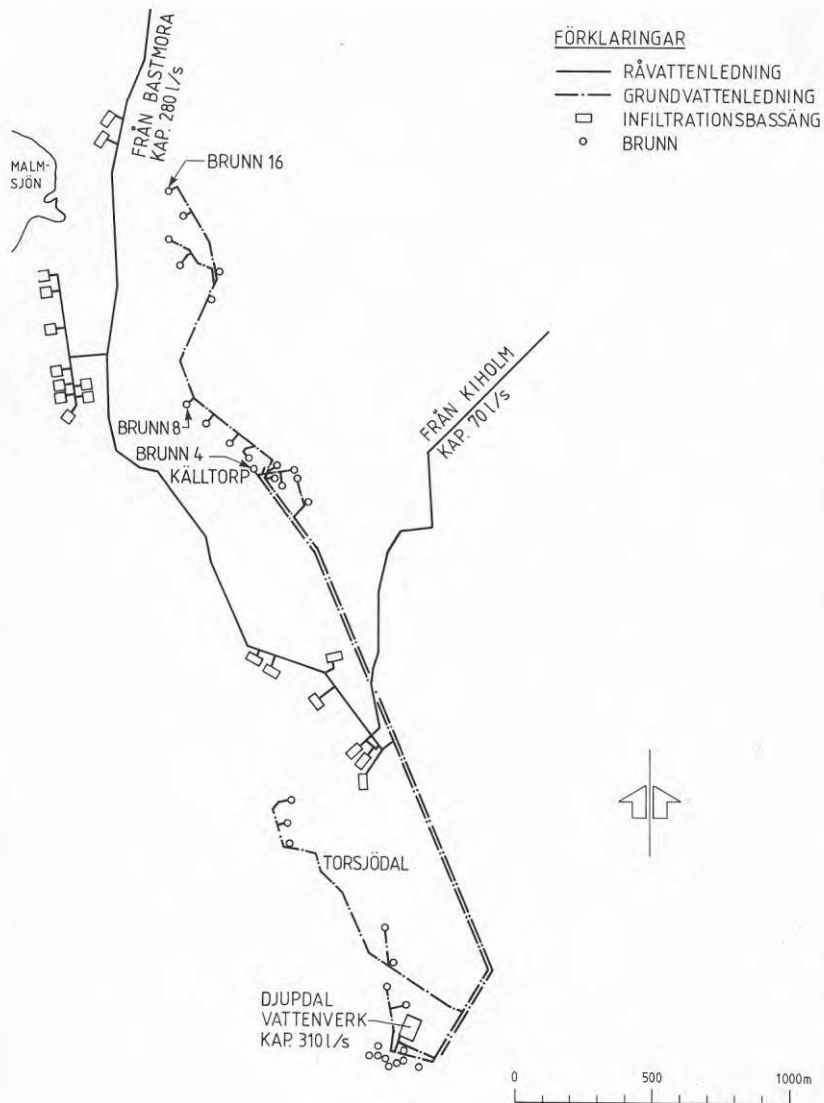 FÖRKLARINGAR
RÅVATTENLEDNING
GRUNDVATTENLEDNING
INFILTRATIONSBASSÄNG
BRUNN
FRÅN BASTMORA
KAP. 280 l/s
MALM-
SJÖN
BRUNN 16
FRÅN KIHOLM
KAP. 70 l/s
BRUNN 8
BRUNN 4
KÄLLTORP
TORSJÖDAL
DJUPDAL
VATTENVERK
KAP. 310 l/s
0 500 1000m